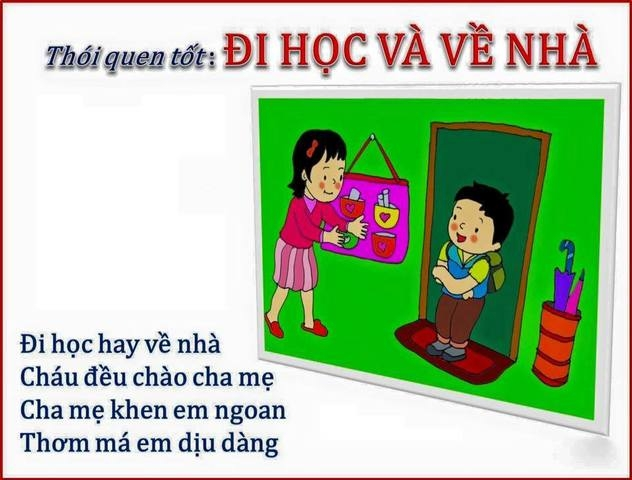 Thói quen tốt: ĐI HỌC VÀ VỀ NHÀ
Đi học hay về nhà
Cháu đều chào cha mẹ
Cha mẹ khen em ngoan
Thơm má em dịu dàng